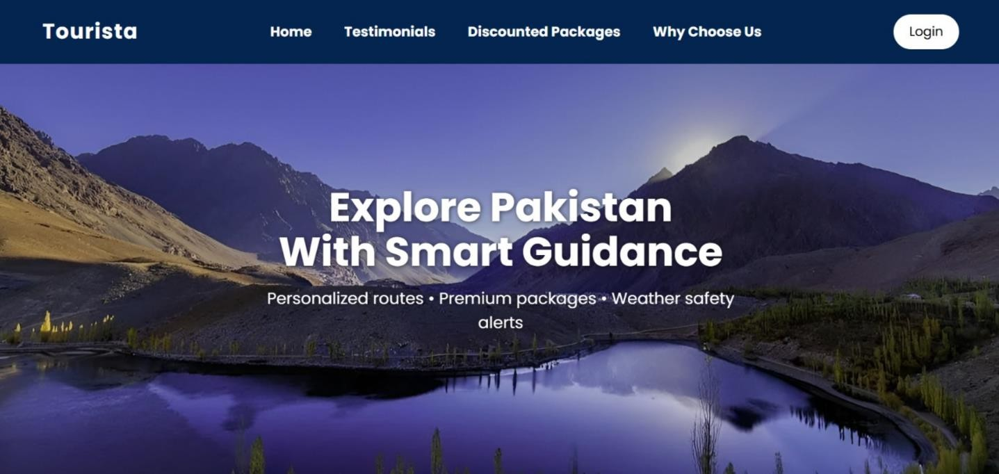 Tourista
Home
Testimonials
Discounted Packages
Why Choose Us
Login
Explore Pakistan
With Smart Guidance
Personalized routes • Premium packages • Weather safety
alerts